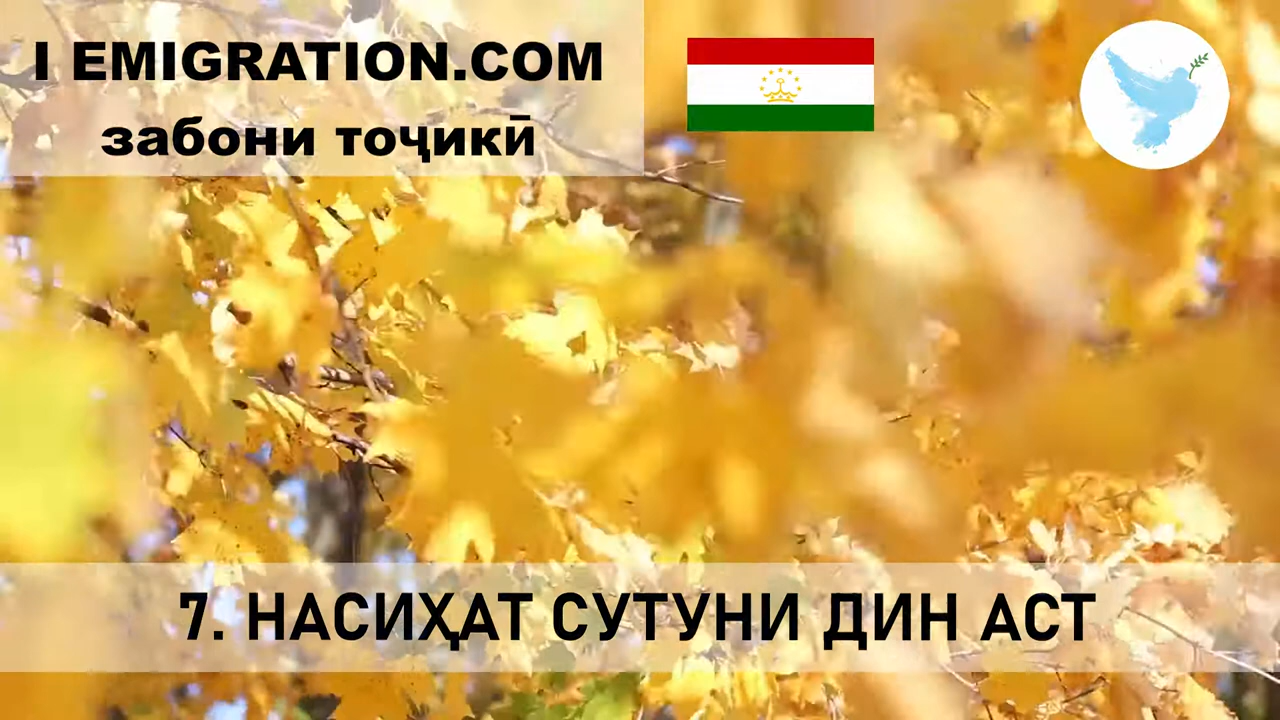 I EMIGRATION.COM
забони тоҷикӣ
7. НАСИҲАТ СУТУНИ ДИН АСТ